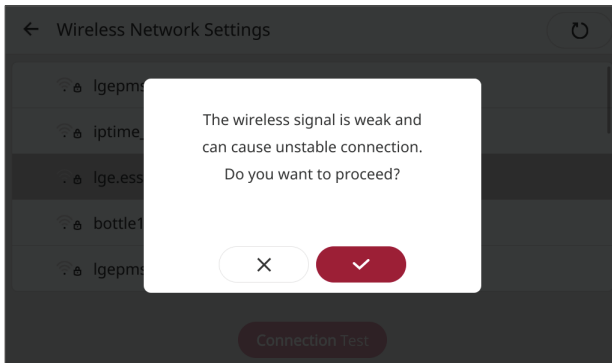 Wireless Network Settings
lgepms
iptime_
lge.ess
bottle1
lgepms
The wireless signal is weak and
can cause unstable connection.
Do you want to proceed?
Connection Test